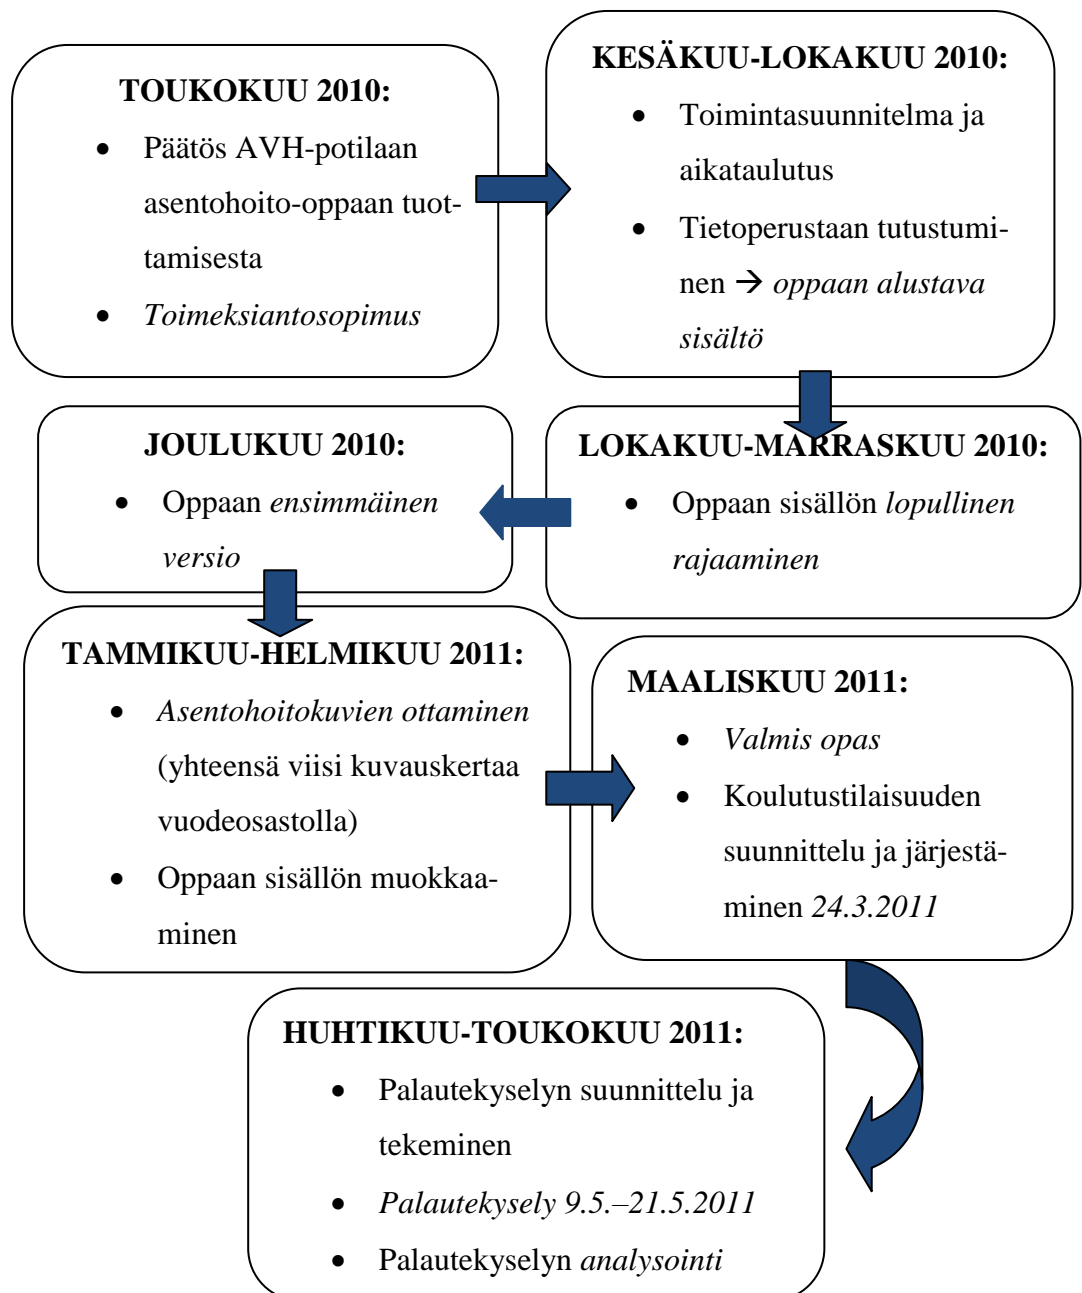 TOUKOKUU 2010:
• Päätös AVH-potilaan
asentohoito-oppaan tuot-
tamisesta
• Toimeksiantosopimus
KESÄKUU-LOKAKUU 2010:
• Toimintasuunnitelma ja
aikataulutus
• Tietoperustaan tutustumi-
nen → oppaan alustava
sisältö
LOKAKUU-MARRASKUU 2010:
• Oppaan sisällön lopullinen
rajaaminen
JOULUKUU 2010:
• Oppaan ensimmäinen
versio
TAMMIKUU-HELMIKUU 2011:
• Asentohoitokuvien ottaminen
(yhteensä viisi kuvauskertaa
vuodeosastolla)
• Oppaan sisällön muokkaa-
minen
MAALISKUU 2011:
• Valmis opas
• Koulutustilaisuuden
suunnittelu ja järjestä-
minen 24.3.2011
HUHTIKUU-TOUKOKUU 2011:
• Palautekyselyn suunnittelu ja
tekeminen
• Palautekysely 9.5.–21.5.2011
• Palautekyselyn analysointi